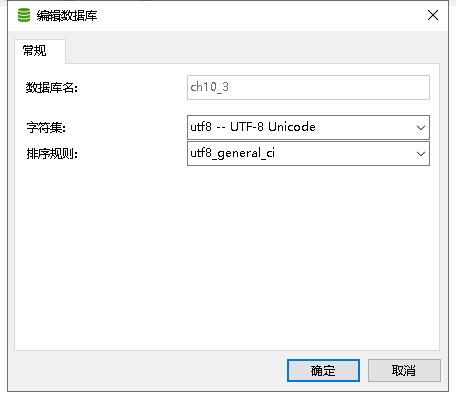 编辑数据库
常规
数据库名: ch10_3
字符集: utf8 -- UTF-8 Unicode
排序规则: utf8_general_ci
确定 取消